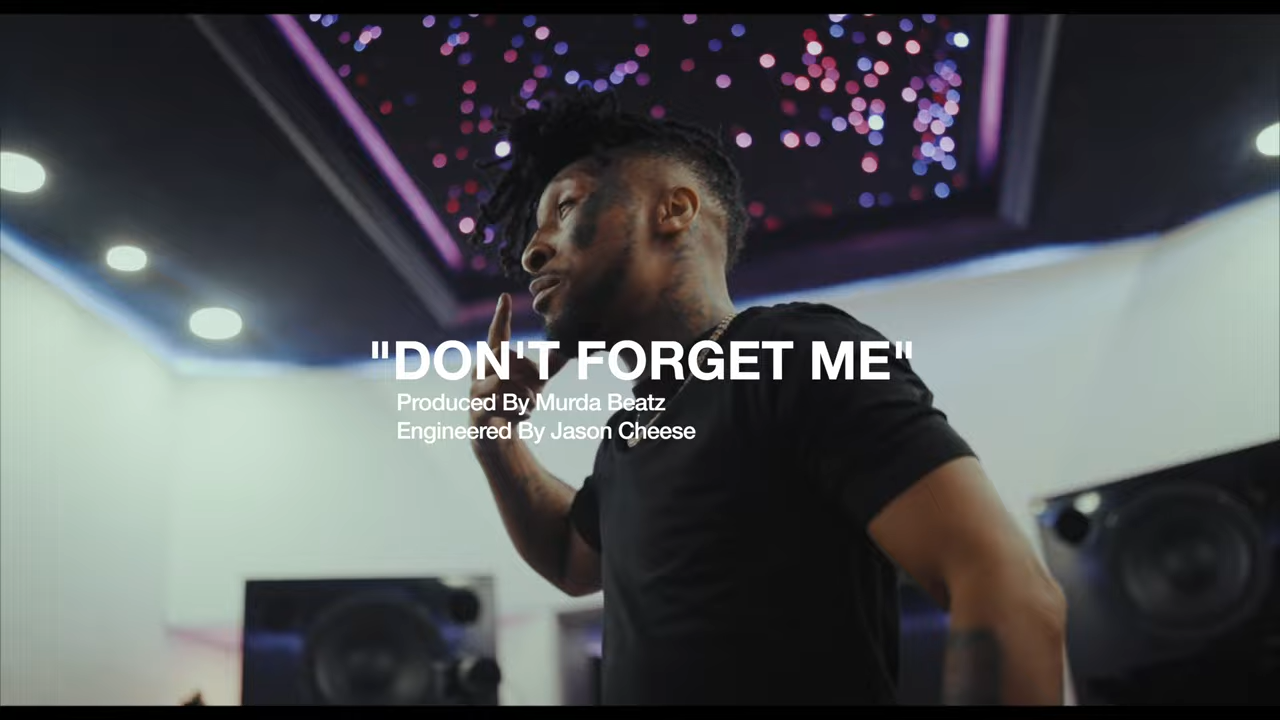 "DON'T FORGET ME"
Produced By Murda Beatz
Engineered By Jason Cheese